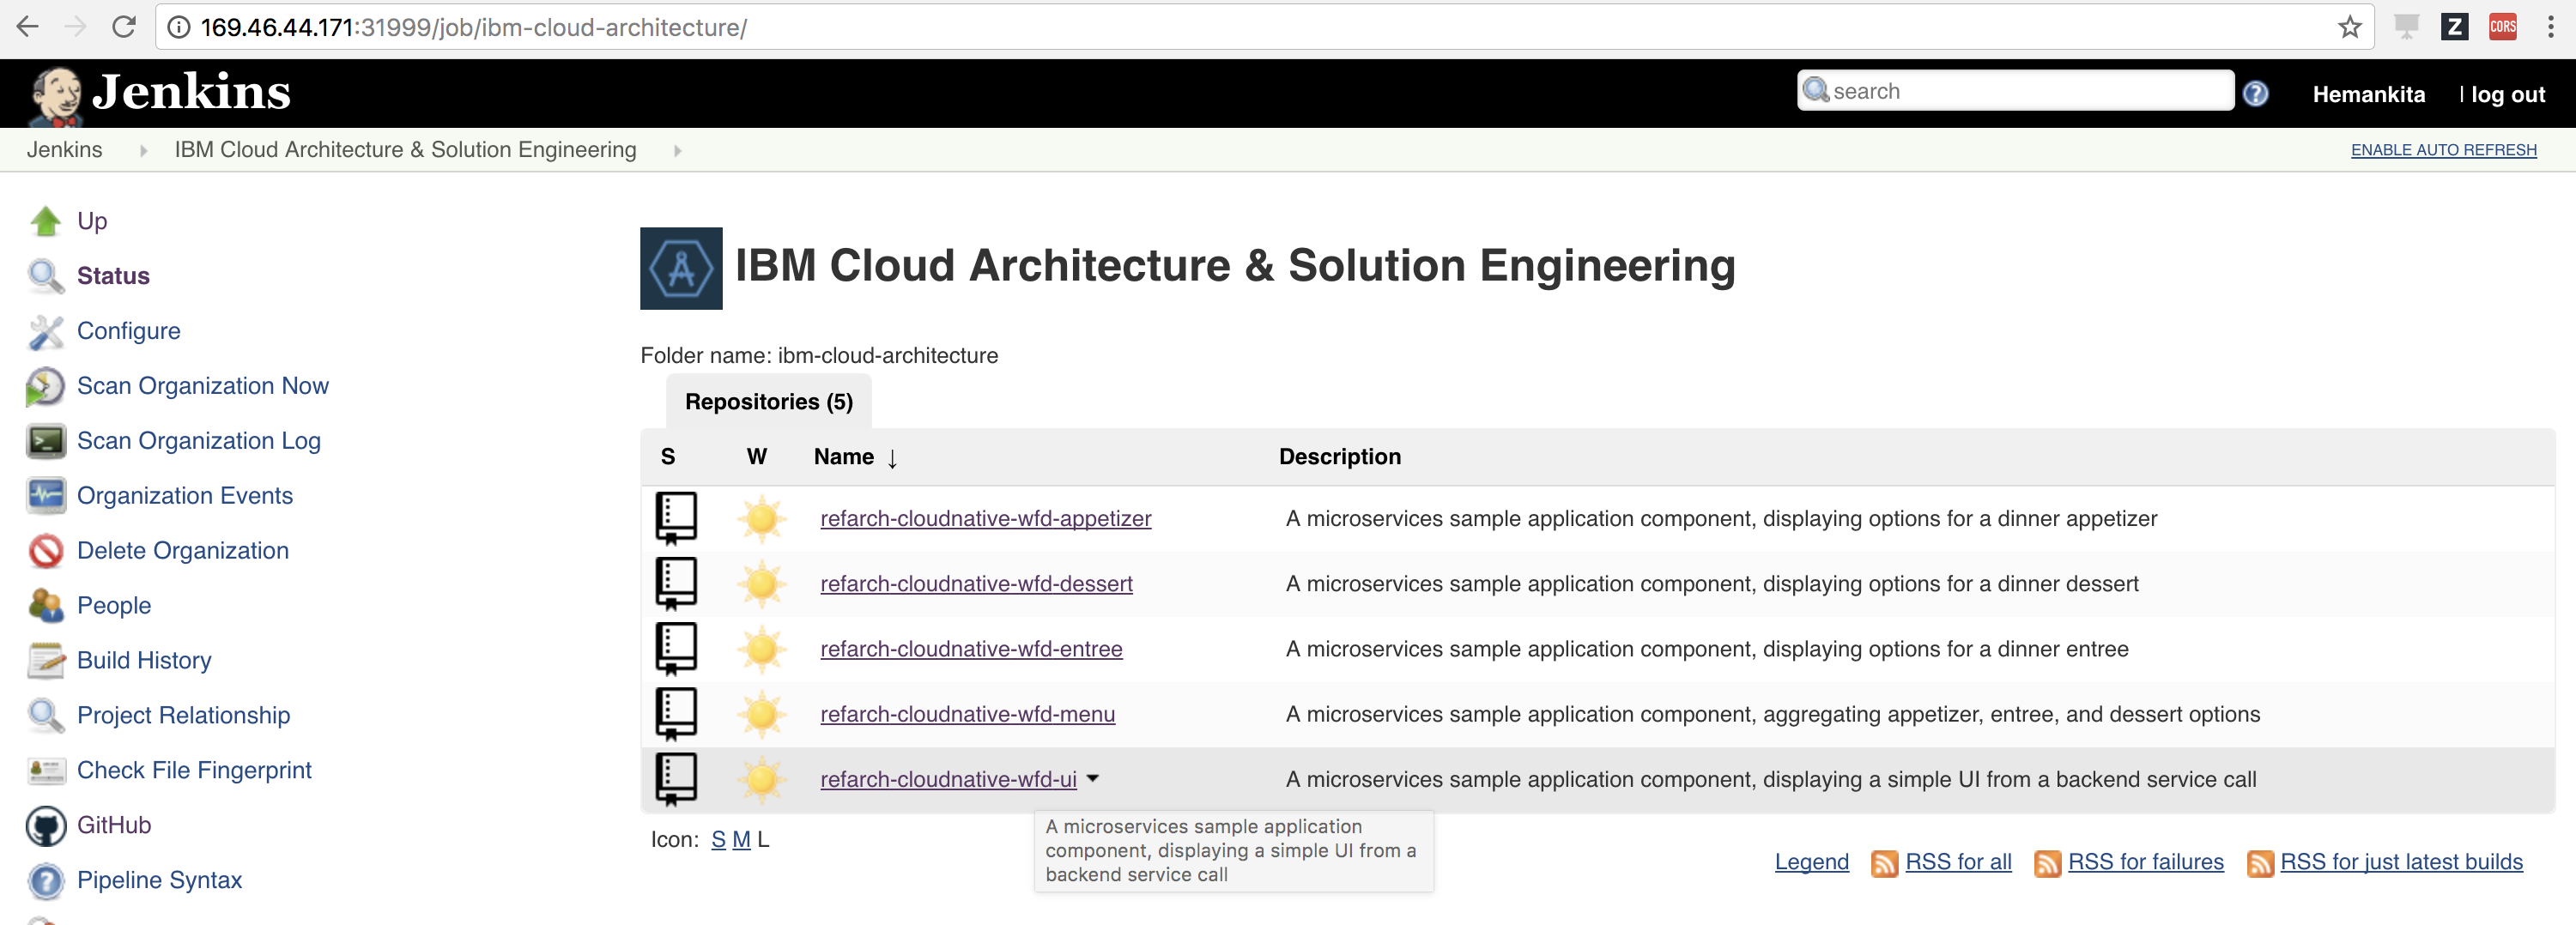 169.46.44.171:31999/job/ibm-cloud-architecture/
Z
CORS
Jenkins
search
?
Hemankita
| log out
Jenkins
IBM Cloud Architecture & Solution Engineering
ENABLE AUTO REFRESH
Up
Status
Configure
Scan Organization Now
Scan Organization Log
Organization Events
Delete Organization
People
Build History
Project Relationship
Check File Fingerprint
GitHub
Pipeline Syntax
IBM Cloud Architecture & Solution Engineering
Folder name: ibm-cloud-architecture
Repositories (5)
S W Name ↓ Description
refarch-cloudnative-wfd-appetizer A microservices sample application component, displaying options for a dinner appetizer
refarch-cloudnative-wfd-dessert A microservices sample application component, displaying options for a dinner dessert
refarch-cloudnative-wfd-entree A microservices sample application component, displaying options for a dinner entree
refarch-cloudnative-wfd-menu A microservices sample application component, aggregating appetizer, entree, and dessert options
refarch-cloudnative-wfd-ui A microservices sample application component, displaying a simple UI from a backend service call
A microservices sample application
component, displaying a simple UI from a
backend service call
Icon: S M L
Legend RSS for all RSS for failures RSS for just latest builds